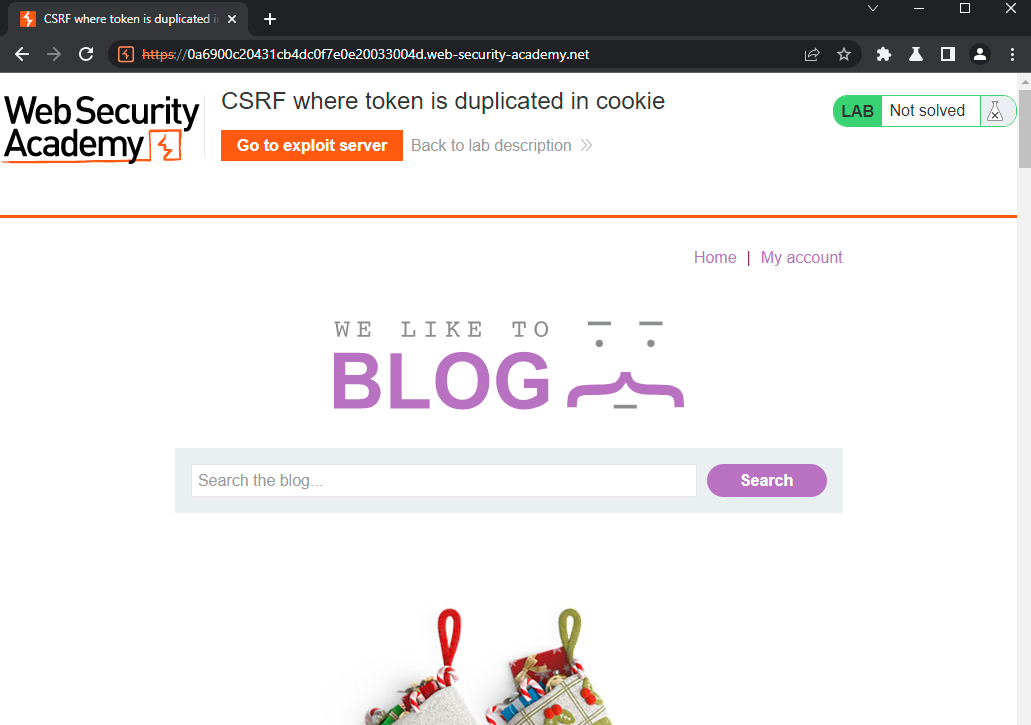 CSRF where token is duplicated i
https://0a6900c20431cb4dc0f7e0e20033004d.web-security-academy.net
Web Security
Academy
CSRF where token is duplicated in cookie
LAB Not solved
Go to exploit server Back to lab description
Home | My account
WE LIKE TO
BLOG
Search the blog... Search